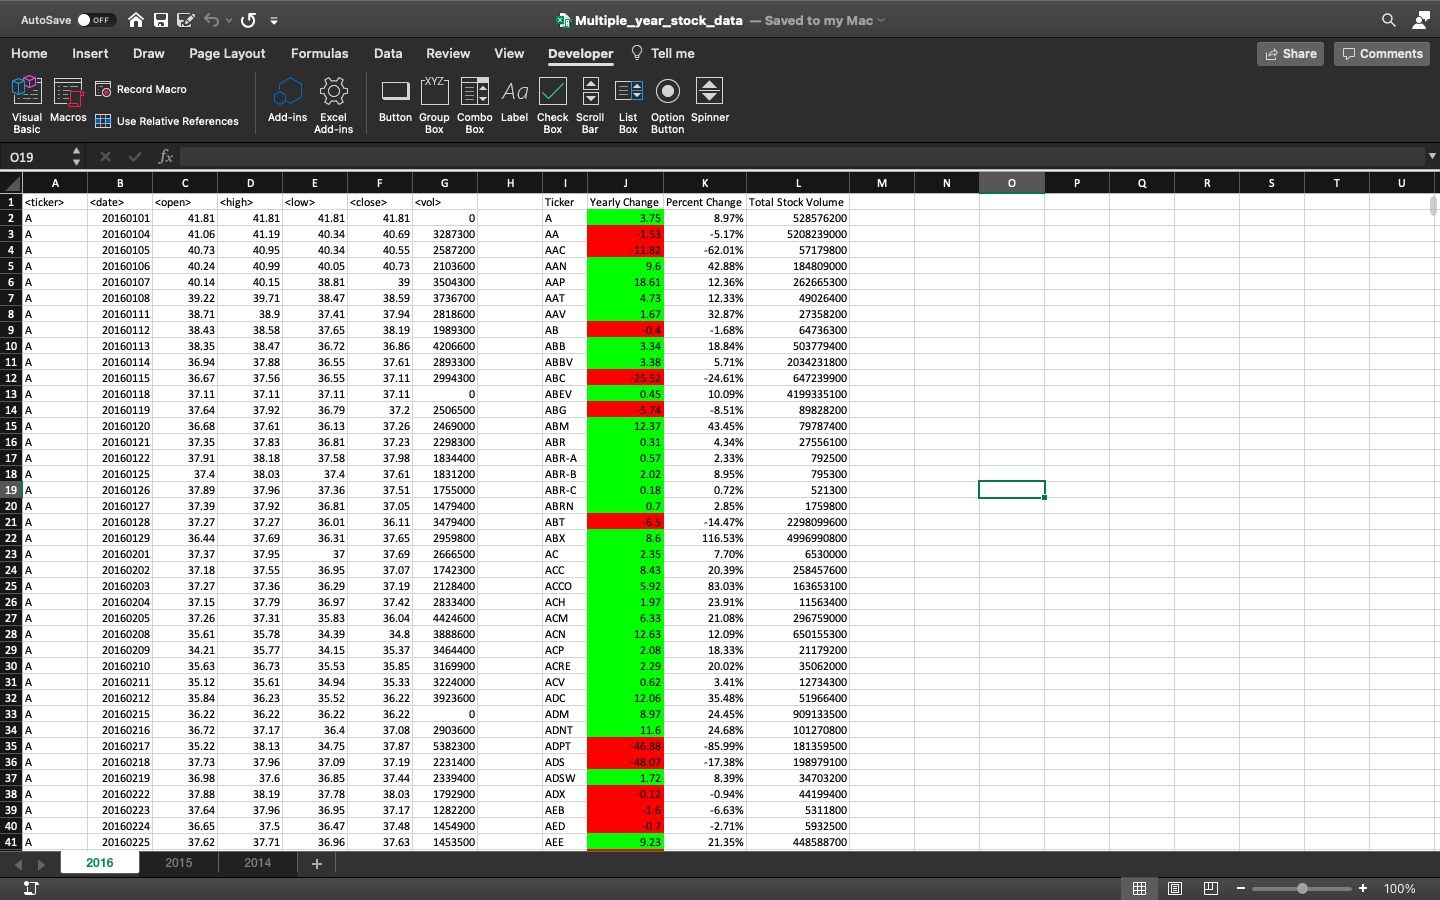 AutoSave OFF Multiple_year_stock_data — Saved to my Mac
Home Insert Draw Page Layout Formulas Data Review View Developer Tell me Share Comments
Visual Basic Macros Record Macro Use Relative References Add-ins Excel Add-ins Button Group Box Combo Box Label Check Box Scroll Bar List Box Option Button Spinner
XYZ Aa
O19 fx
A B C D E F G H I J K L M N O P Q R S T U
1 <ticker> <date> <open> <high> <low> <close> <vol> Ticker Yearly Change Percent Change Total Stock Volume
2 A 20160101 41.81 41.81 41.81 41.81 0 A 3.75 8.97% 528576200
3 A 20160104 41.06 41.19 40.34 40.69 3287300 AA -1.53 -5.17% 5208239000
4 A 20160105 40.73 40.95 40.34 40.55 2587200 AAC -11.82 -62.01% 57179800
5 A 20160106 40.24 40.99 40.05 40.73 2103600 AAN 9.6 42.88% 184809000
6 A 20160107 40.14 40.15 38.81 39 3504300 AAP 18.61 12.36% 262665300
7 A 20160108 39.22 39.71 38.47 38.59 3736700 AAT 4.73 12.33% 49026400
8 A 20160111 38.71 38.9 37.41 37.94 2818600 AAV 1.67 32.87% 27358200
9 A 20160112 38.43 38.58 37.65 38.19 1989300 AB -0.4 -1.68% 64736300
10 A 20160113 38.35 38.47 36.72 36.86 4206600 ABB 3.34 18.84% 503779400
11 A 20160114 36.94 37.88 36.55 37.61 2893300 ABBV 3.38 5.71% 2034231800
12 A 20160115 36.67 37.56 36.55 37.11 2994300 ABC -25.52 -24.61% 647239900
13 A 20160118 37.11 37.11 37.11 37.11 0 ABEV 0.45 10.09% 4199335100
14 A 20160119 37.64 37.92 36.79 37.2 2506500 ABG -5.74 -8.51% 89828200
15 A 20160120 36.68 37.61 36.13 37.26 2469000 ABM 12.37 43.45% 79787400
16 A 20160121 37.35 37.83 36.81 37.23 2298300 ABR 0.31 4.34% 27556100
17 A 20160122 37.91 38.18 37.58 37.98 1834400 ABR-A 0.57 2.33% 792500
18 A 20160125 37.4 38.03 37.4 37.61 1831200 ABR-B 2.02 8.95% 795300
19 A 20160126 37.89 37.96 37.36 37.51 1755000 ABR-C 0.18 0.72% 521300
20 A 20160127 37.39 37.92 36.81 37.05 1479400 ABRN 0.7 2.85% 1759800
21 A 20160128 37.27 37.27 36.01 36.11 3479400 ABT -6.5 -14.47% 2298099600
22 A 20160129 36.44 37.69 36.31 37.65 2959800 ABX 8.6 116.53% 4996990800
23 A 20160201 37.37 37.95 37 37.69 2666500 AC 2.35 7.70% 6530000
24 A 20160202 37.18 37.55 36.95 37.07 1742300 ACC 8.43 20.39% 258457600
25 A 20160203 37.27 37.36 36.29 37.19 2128400 ACCO 5.92 83.03% 163653100
26 A 20160204 37.15 37.79 36.97 37.42 2833400 ACH 1.97 23.91% 11563400
27 A 20160205 37.26 37.31 35.83 36.04 4424600 ACM 6.33 21.08% 296759000
28 A 20160208 35.61 35.78 34.39 34.8 3888600 ACN 12.63 12.09% 650155300
29 A 20160209 34.21 35.77 34.15 35.37 3464400 ACP 2.08 18.33% 21179200
30 A 20160210 35.63 36.73 35.53 35.85 3169900 ACRE 2.29 20.02% 35062000
31 A 20160211 35.12 35.61 34.94 35.33 3224000 ACV 0.62 3.41% 12734300
32 A 20160212 35.84 36.23 35.52 36.22 3923600 ADC 12.06 35.48% 51966400
33 A 20160215 36.22 36.22 36.22 36.22 0 ADM 8.97 24.45% 909133500
34 A 20160216 36.72 37.17 36.4 37.08 2903600 ADNT 11.6 24.68% 101270800
35 A 20160217 35.22 38.13 34.75 37.87 5382300 ADPT -46.88 -85.99% 181359500
36 A 20160218 37.73 37.96 37.09 37.19 2231400 ADS -48.07 -17.38% 198979100
37 A 20160219 36.98 37.6 36.85 37.44 2339400 ADSW 1.72 8.39% 34703200
38 A 20160222 37.88 38.19 37.78 38.03 1792900 ADX -0.12 -0.94% 44199400
39 A 20160223 37.64 37.96 36.95 37.17 1282200 AEB -1.6 -6.63% 5311800
40 A 20160224 36.65 37.5 36.47 37.48 1454900 AED -0.7 -2.71% 5932500
41 A 20160225 37.62 37.71 36.96 37.63 1453500 AEE 9.23 21.35% 448588700
2016 2015 2014 +
100%